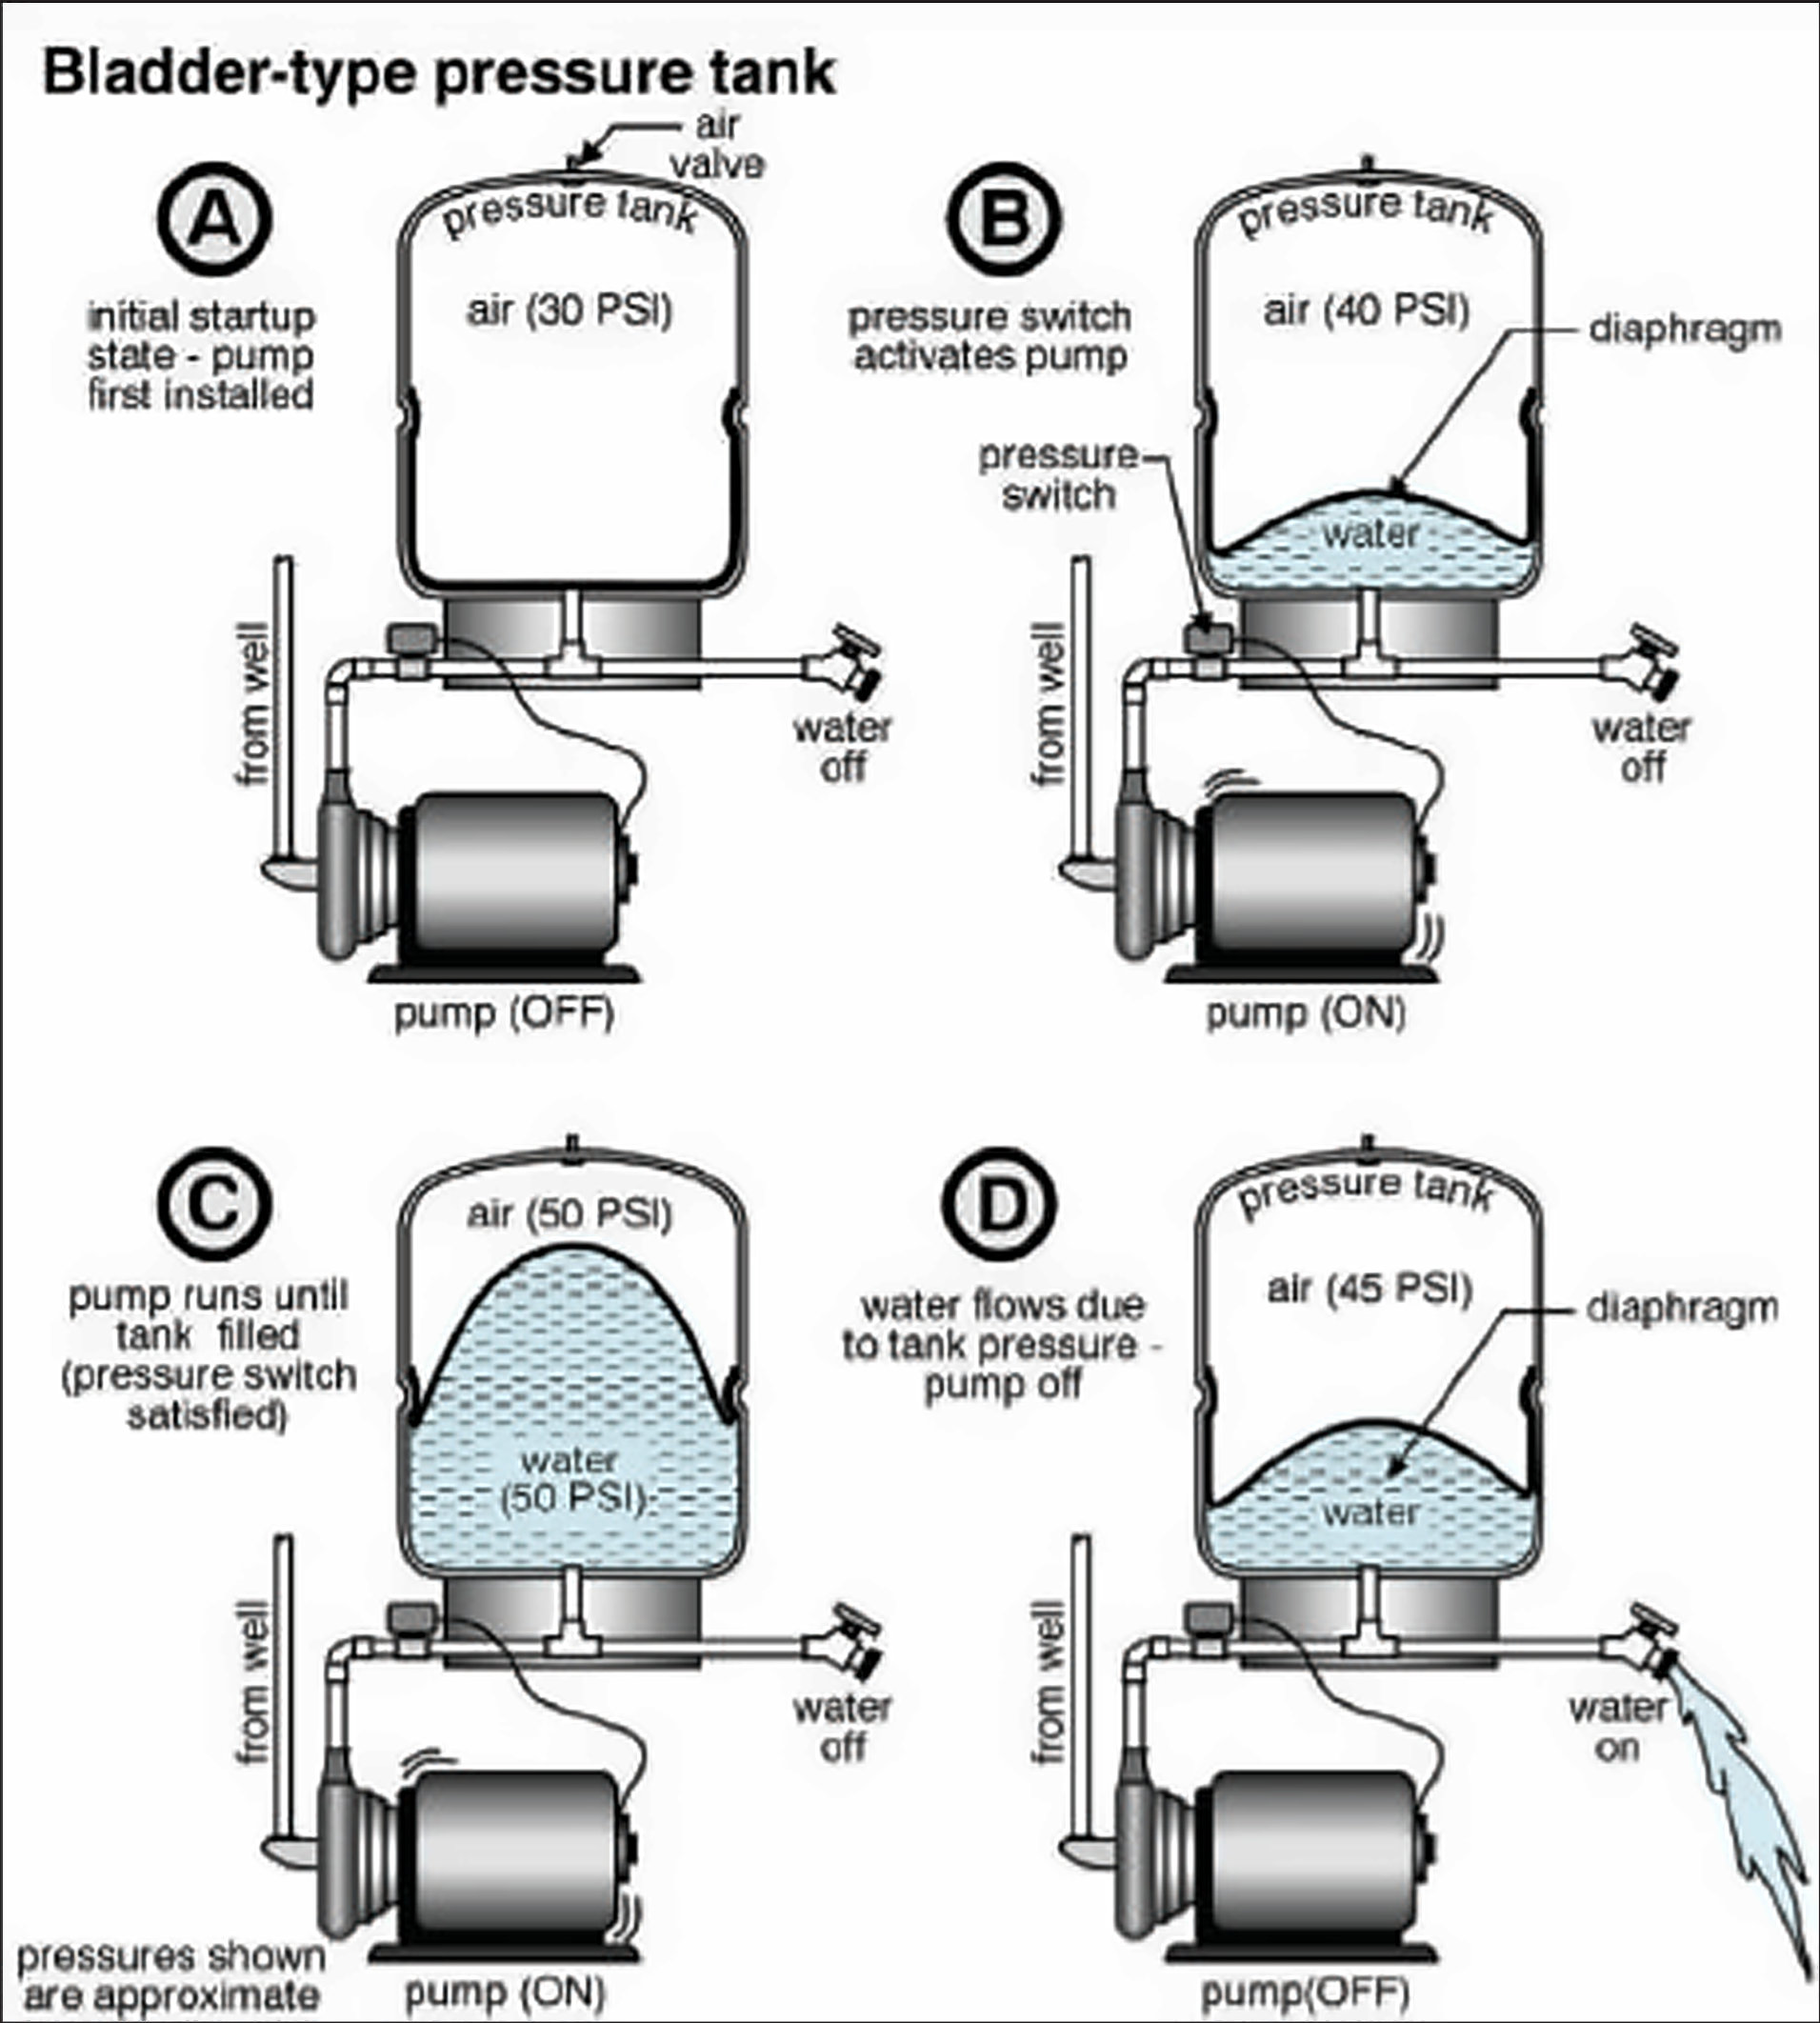 Bladder-type pressure tank
air
valve
A
pressure tank
air (30 PSI)
initial startup
state - pump
first installed
from well
water
off
pump (OFF)
B
pressure tank
air (40 PSI)
pressure switch
activates pump
diaphragm
pressure
switch
water
from well
water
off
pump (ON)
C
air (50 PSI)
pump runs until
tank filled
(pressure switch
satisfied)
water
(50 PSI)
from well
water
off
pump (ON)
pressures shown
are approximate
D
pressure tank
air (45 PSI)
water flows due
to tank pressure -
pump off
diaphragm
water
from well
water
on
pump(OFF)